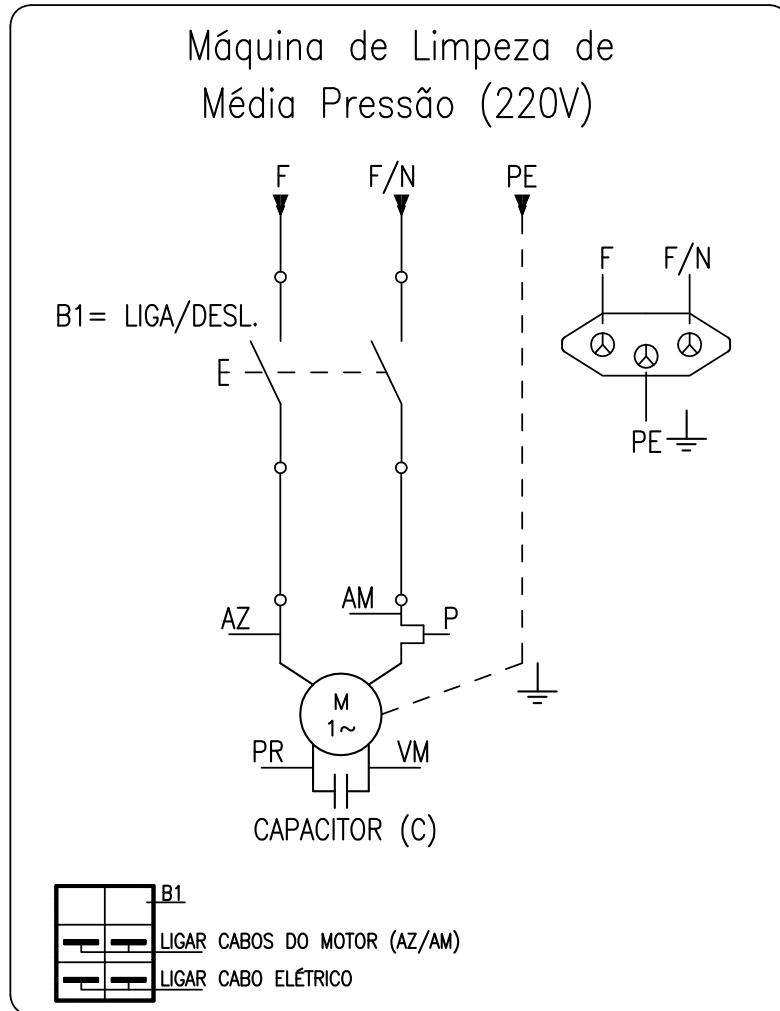 Máquina de Limpeza de
Média Pressão (220V)
F
F/N
PE
F
F/N
B1= LIGA/DESL.
E
PE
AM
P
AZ
M
1~
PR
VM
CAPACITOR (C)
B1
LIGAR CABOS DO MOTOR (AZ/AM)
LIGAR CABO ELÉTRICO